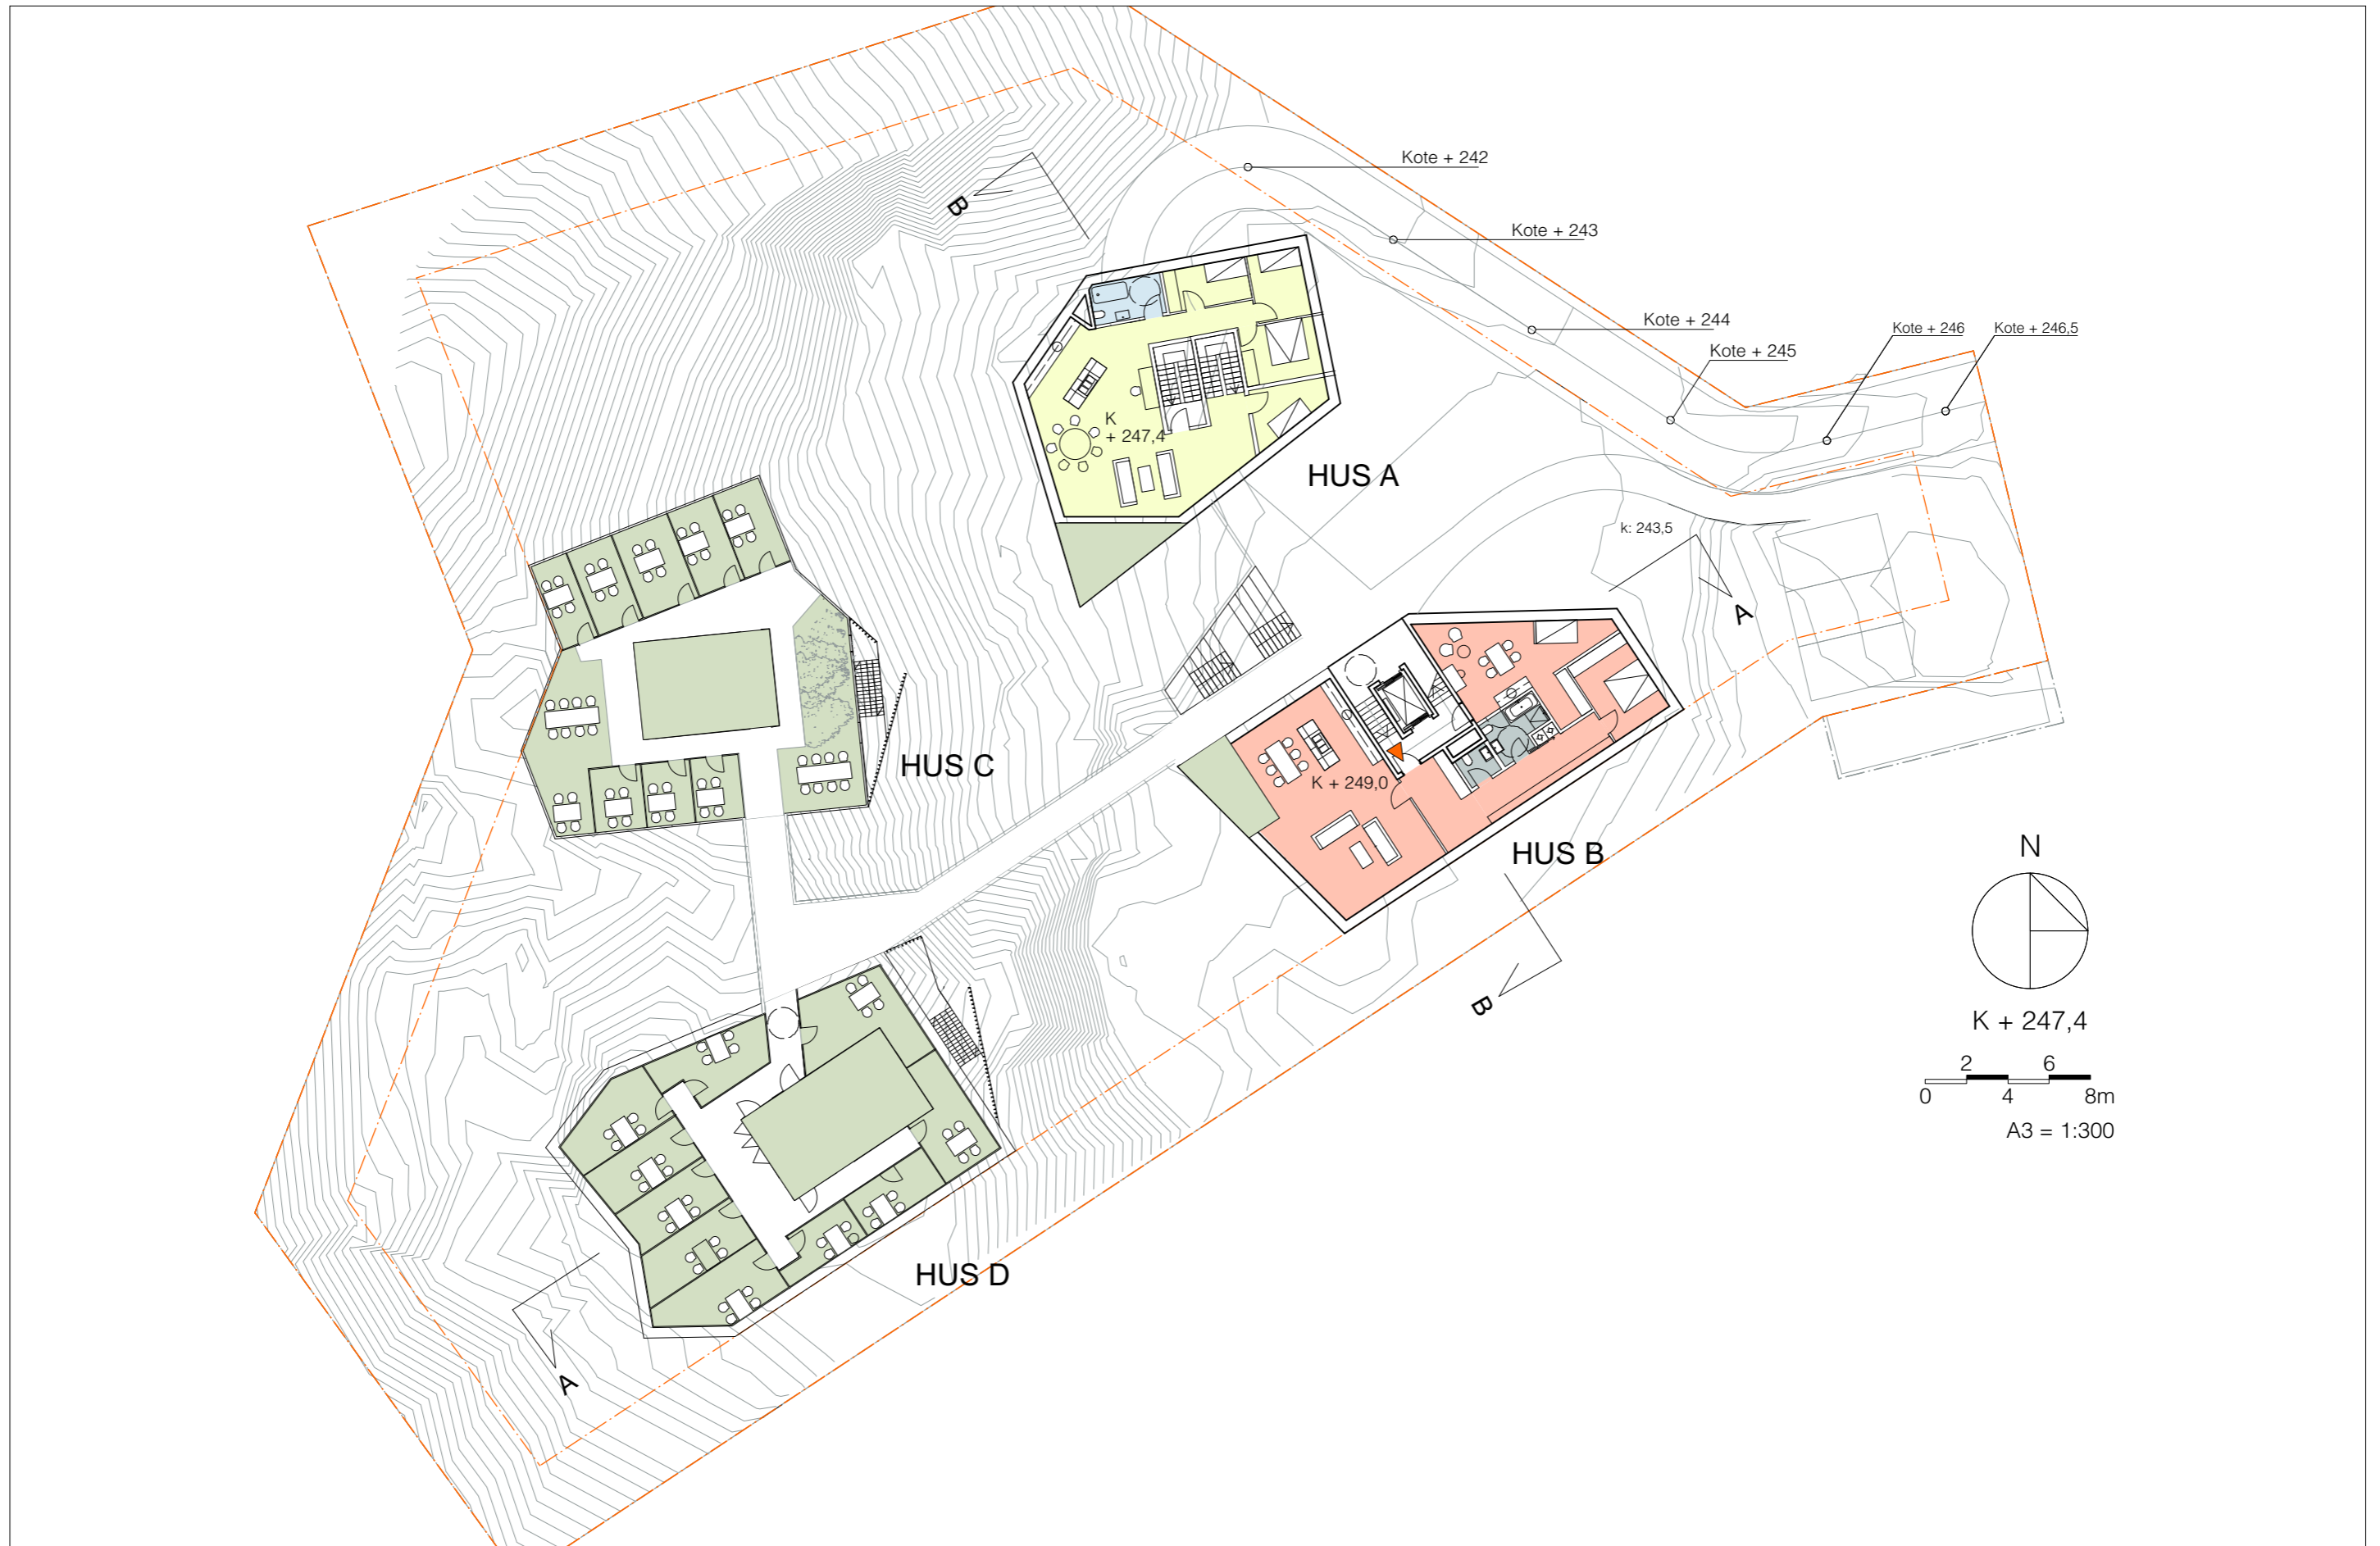 Kote + 242
B
Kote + 243
Kote + 244
Kote + 246
Kote + 246,5
Kote + 245
K
+ 247,4
HUS A
k: 243,5
A
HUS C
K + 249,0
HUS B
N
B
K + 247,4
2 6
0 4 8m
A3 = 1:300
HUS D
A